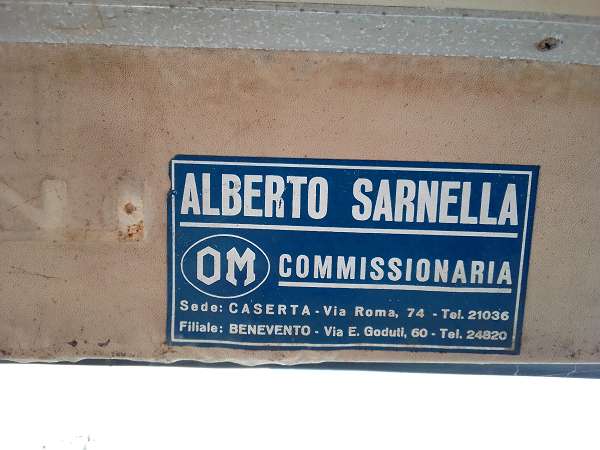 ALBERTO SARNELLA
OM COMMISSIONARIA
Sede: CASERTA - Via Roma, 74 - Tel. 21036
Filiale: BENEVENTO - Via E. Goduti, 60 - Tel. 24820